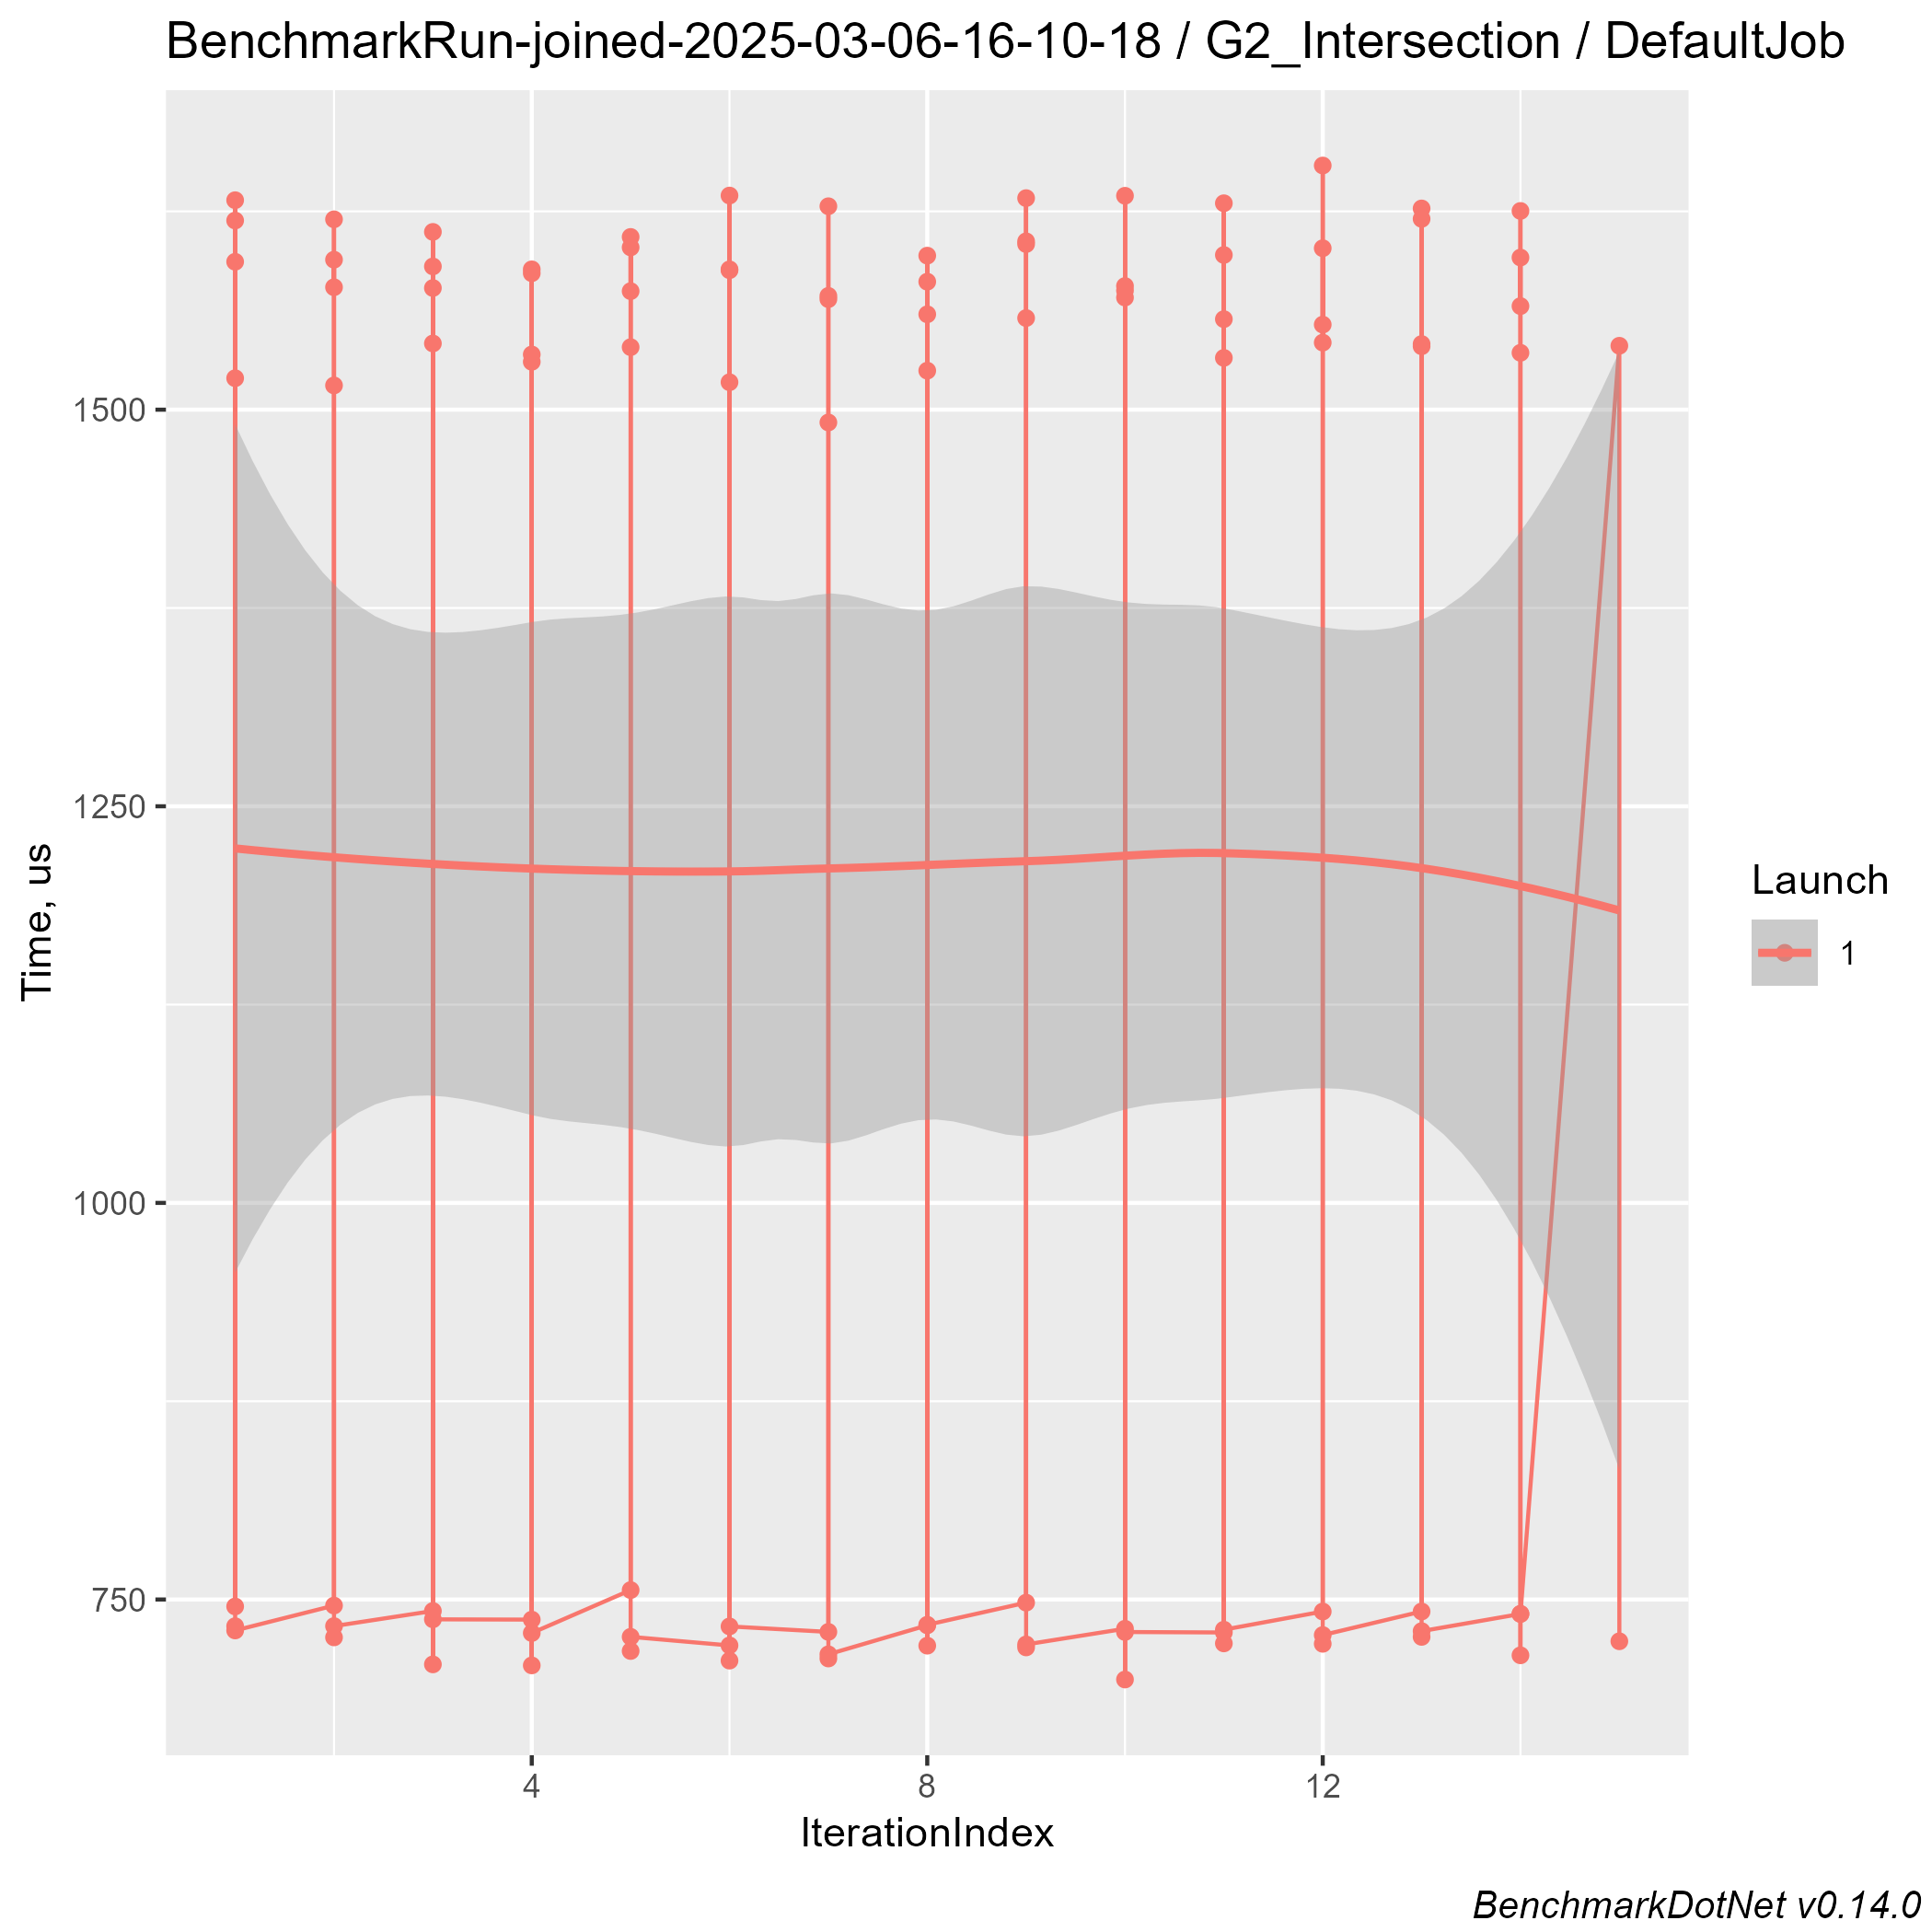 BenchmarkRun-joined-2025-03-06-16-10-18 / G2_Intersection / DefaultJob
Time, us
1500
1250
1000
750
4 8 12
IterationIndex
Launch
1
BenchmarkDotNet v0.14.0